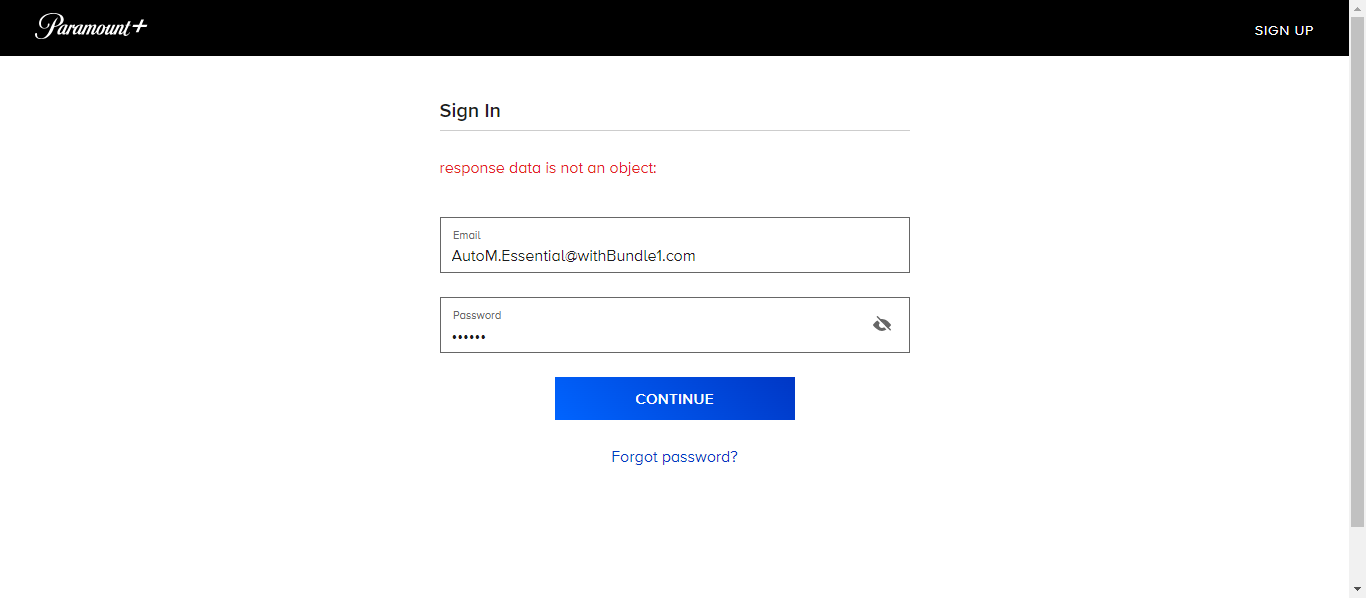 Paramount+
SIGN UP
Sign In
response data is not an object:
Email
AutoM.Essential@withBundle1.com
Password
••••••
CONTINUE
Forgot password?